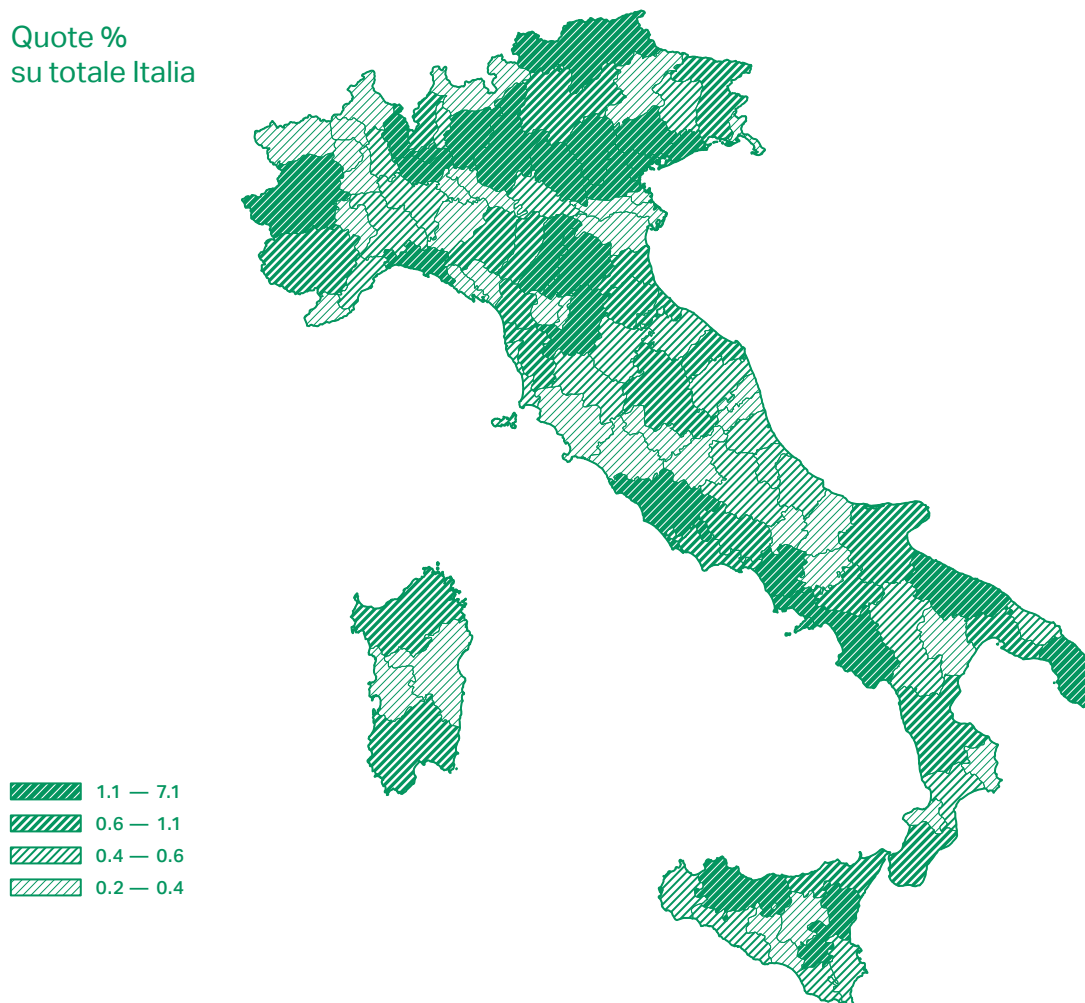 Quote %
su totale Italia
1.1 — 7.1
0.6 — 1.1
0.4 — 0.6
0.2 — 0.4